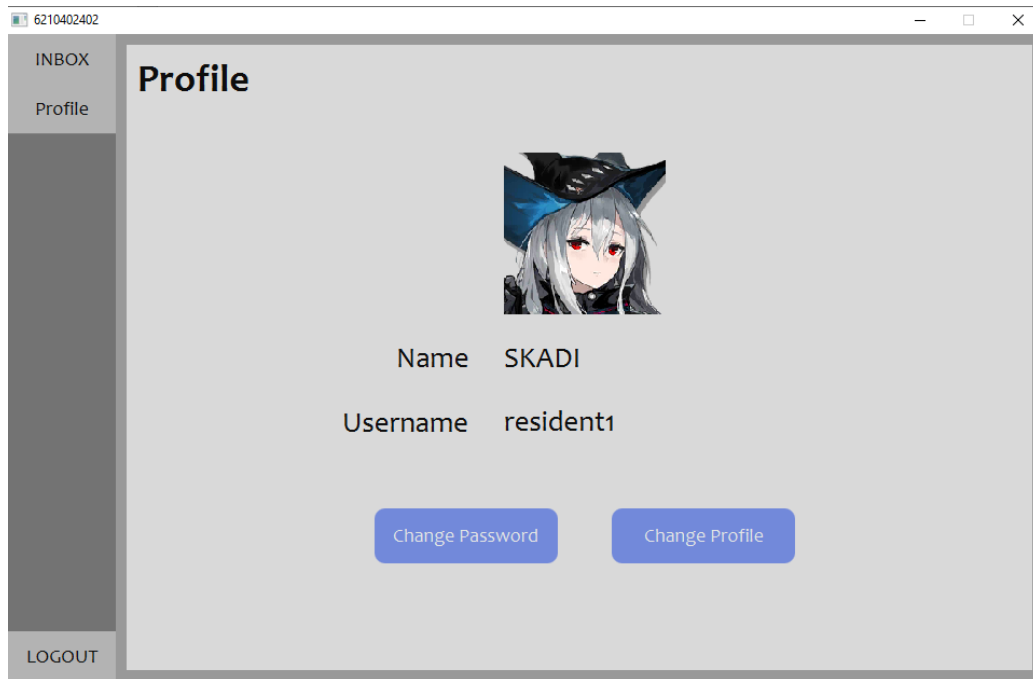 6210402402
INBOX
Profile
Profile
Name SKADI
Username resident1
Change Password Change Profile
LOGOUT